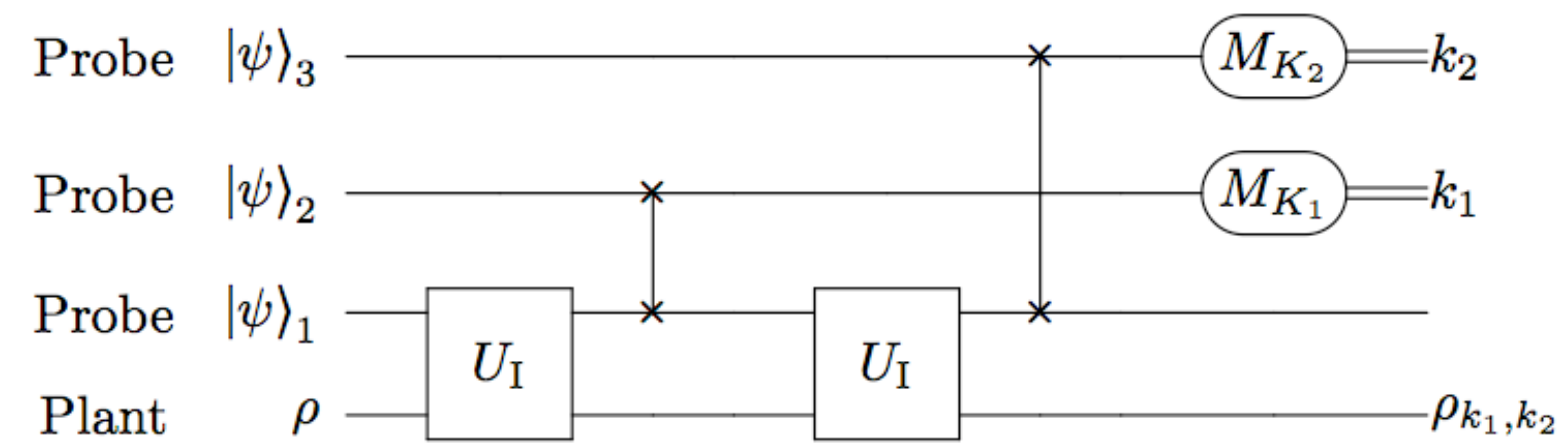 Probe |ψ⟩₃ M_{K₂} k₂
Probe |ψ⟩₂ M_{K₁} k₁
Probe |ψ⟩₁
U_I U_I
Plant ρ ρ_{k₁,k₂}